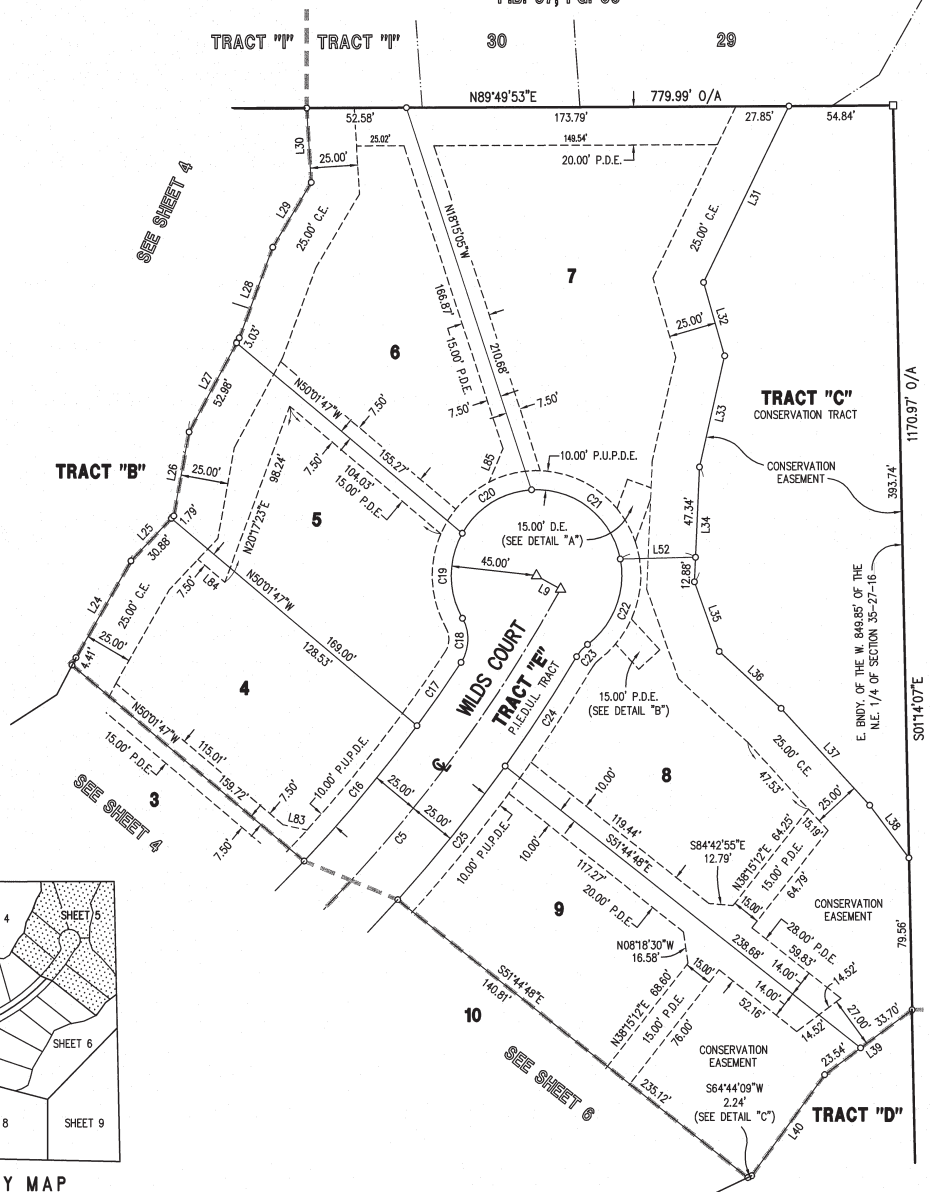 TRACT "I"
TRACT "I"
30
29
N89°49'53"E
779.99' O/A
52.58'
173.79'
27.85'
54.84'
25.02'
149.54'
20.00' P.D.E.
L30
25.00'
SEE SHEET 4
L29
25.00' C.E.
N18°15'05"W
25.00' C.E.
L31
L28
7
166.87'
15.00' P.D.E.
210.68'
25.00'
L32
3.03'
6
L27
52.98'
N50°01'47"W
7.50'
7.50'
7.50'
TRACT "C"
CONSERVATION TRACT
L33
1170.97' O/A
393.74'
L26
TRACT "B"
25.00'
98.24'
7.50'
155.27'
104.03'
15.00' P.D.E.
L85
10.00' P.U.P.D.E.
CONSERVATION
EASEMENT
C20
C21
5
N20°17'23"E
15.00' D.E.
(SEE DETAIL "A")
47.34'
L34
L25
1.79'
30.88'
L52
7.50'
L84
N50°01'47"W
45.00'
C19
L9
12.88'
E. BNDY. OF THE W. 849.85' OF THE
N.E. 1/4 OF SECTION 35-27-16
L24
25.00' C.E.
25.00'
C22
L35
C18
C23
169.00'
128.53'
4.41'
4
C17
WILDS COURT
TRACT "E"
P.I.E.D.U.L TRACT
15.00' P.D.E.
(SEE DETAIL "B")
L36
S01°14'07"E
N50°01'47"W
15.00' P.D.E.
115.01'
159.72'
7.50'
10.00' P.U.P.D.E.
C24
25.00' C.E.
L37
3
SEE SHEET 4
L83
7.50'
C16
25.00'
25.00'
C5
C25
8
47.53'
25.00'
L38
10.00'
119.44'
S51°44'48"E
S84°42'55"E
12.79'
N38°15'12"E
64.25'
15.19'
15.00' P.D.E.
64.79'
10.00' P.U.P.D.E.
10.00'
117.27'
20.00' P.D.E.
15.00'
CONSERVATION
EASEMENT
9
28.00' P.D.E.
59.83'
79.56'
N08°18'30"W
16.58'
238.68'
14.00'
14.52'
15.00'
14.00'
27.00'
33.70'
S51°44'48"E
140.81'
10
N38°15'12"E
68.60'
15.00' P.D.E.
76.00'
52.16'
14.52'
L39
23.54'
CONSERVATION
EASEMENT
SEE SHEET 6
235.12'
S64°44'09"W
2.24'
(SEE DETAIL "C")
TRACT "D"
L40
4
SHEET 5
SHEET 6
8
SHEET 9
Y MAP